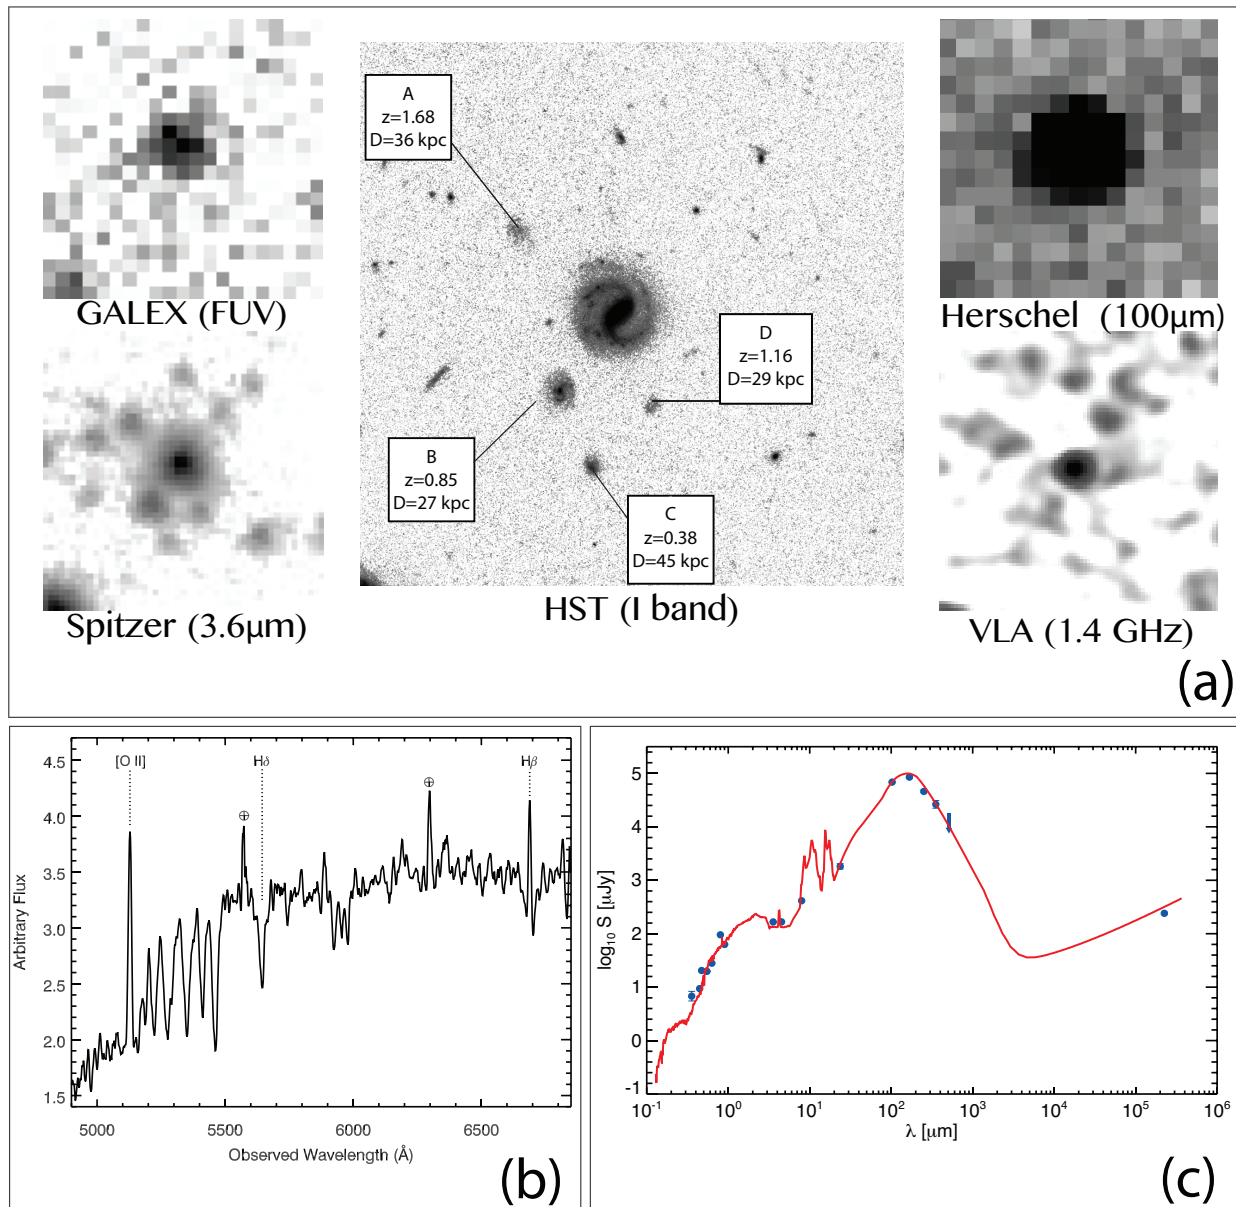 GALEX (FUV)
Spitzer (3.6μm)
A
z=1.68
D=36 kpc
B
z=0.85
D=27 kpc
C
z=0.38
D=45 kpc
D
z=1.16
D=29 kpc
HST (I band)
Herschel (100μm)
VLA (1.4 GHz)
(a)
4.5
4.0
3.5
3.0
2.5
2.0
1.5
Arbitrary Flux
[O II]
⊕
Hδ
⊕
Hβ
5000 5500 6000 6500
Observed Wavelength (Å)
(b)
5
4
3
2
1
0
-1
log₁₀ S [μJy]
10⁻¹ 10⁰ 10¹ 10² 10³ 10⁴ 10⁵ 10⁶
λ [μm]
(c)